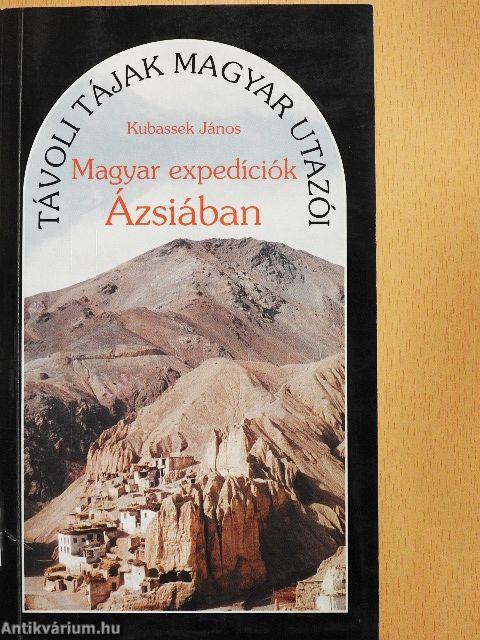 TÁVOLI TÁJAK MAGYAR UTAZÓI
Kubassek János
Magyar expedíciók
Ázsiában
Antikvárium.hu